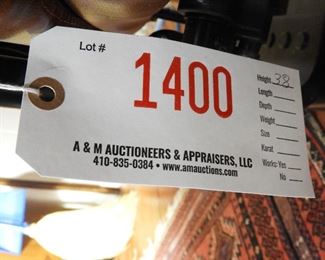 Lot #
1400
A & M AUCTIONEERS & APPRAISERS, LLC
410-835-0384 • www.amauctions.com
Height 38
Length
Depth
Weight
Size
Karat
Works: Yes
No